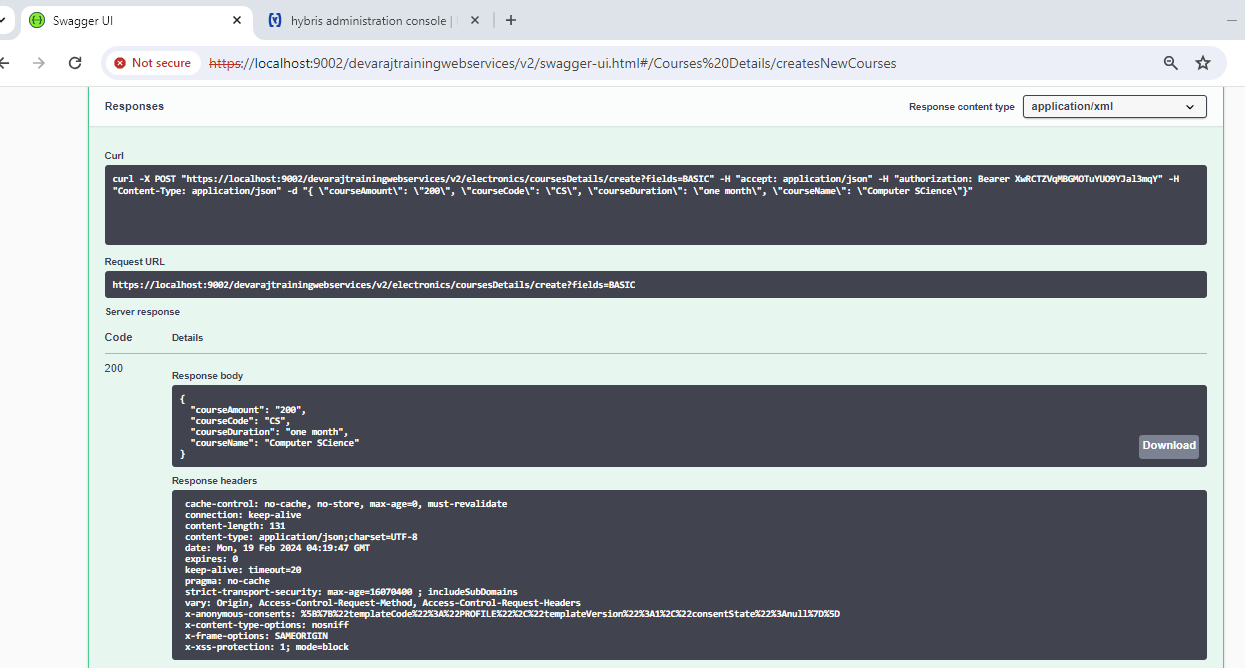 Swagger UI
hybris administration console |
Not secure
https://localhost:9002/devarajtrainingwebservices/v2/swagger-ui.html#/Courses%20Details/createsNewCourses
Responses
Response content type
application/xml
Curl
curl -X POST "https://localhost:9002/devarajtrainingwebservices/v2/electronics/coursesDetails/create?fields=BASIC" -H "accept: application/json" -H "authorization: Bearer XwRCTZVqMBGMOTuYUO9YJal3mqY" -H
"Content-Type: application/json" -d "{ \"courseAmount\": \"200\", \"courseCode\": \"CS\", \"courseDuration\": \"one month\", \"courseName\": \"Computer SCience\"}"
Request URL
https://localhost:9002/devarajtrainingwebservices/v2/electronics/coursesDetails/create?fields=BASIC
Server response
Code
Details
200
Response body
{
"courseAmount": "200",
"courseCode": "CS",
"courseDuration": "one month",
"courseName": "Computer SCience"
}
Download
Response headers
cache-control: no-cache, no-store, max-age=0, must-revalidate
connection: keep-alive
content-length: 131
content-type: application/json;charset=UTF-8
date: Mon, 19 Feb 2024 04:19:47 GMT
expires: 0
keep-alive: timeout=20
pragma: no-cache
strict-transport-security: max-age=16070400 ; includeSubDomains
vary: Origin, Access-Control-Request-Method, Access-Control-Request-Headers
x-anonymous-consents: %5B%7B%22templateCode%22%3A%22PROFILE%22%2C%22templateVersion%22%3A1%2C%22consentState%22%3Anull%7D%5D
x-content-type-options: nosniff
x-frame-options: SAMEORIGIN
x-xss-protection: 1; mode=block